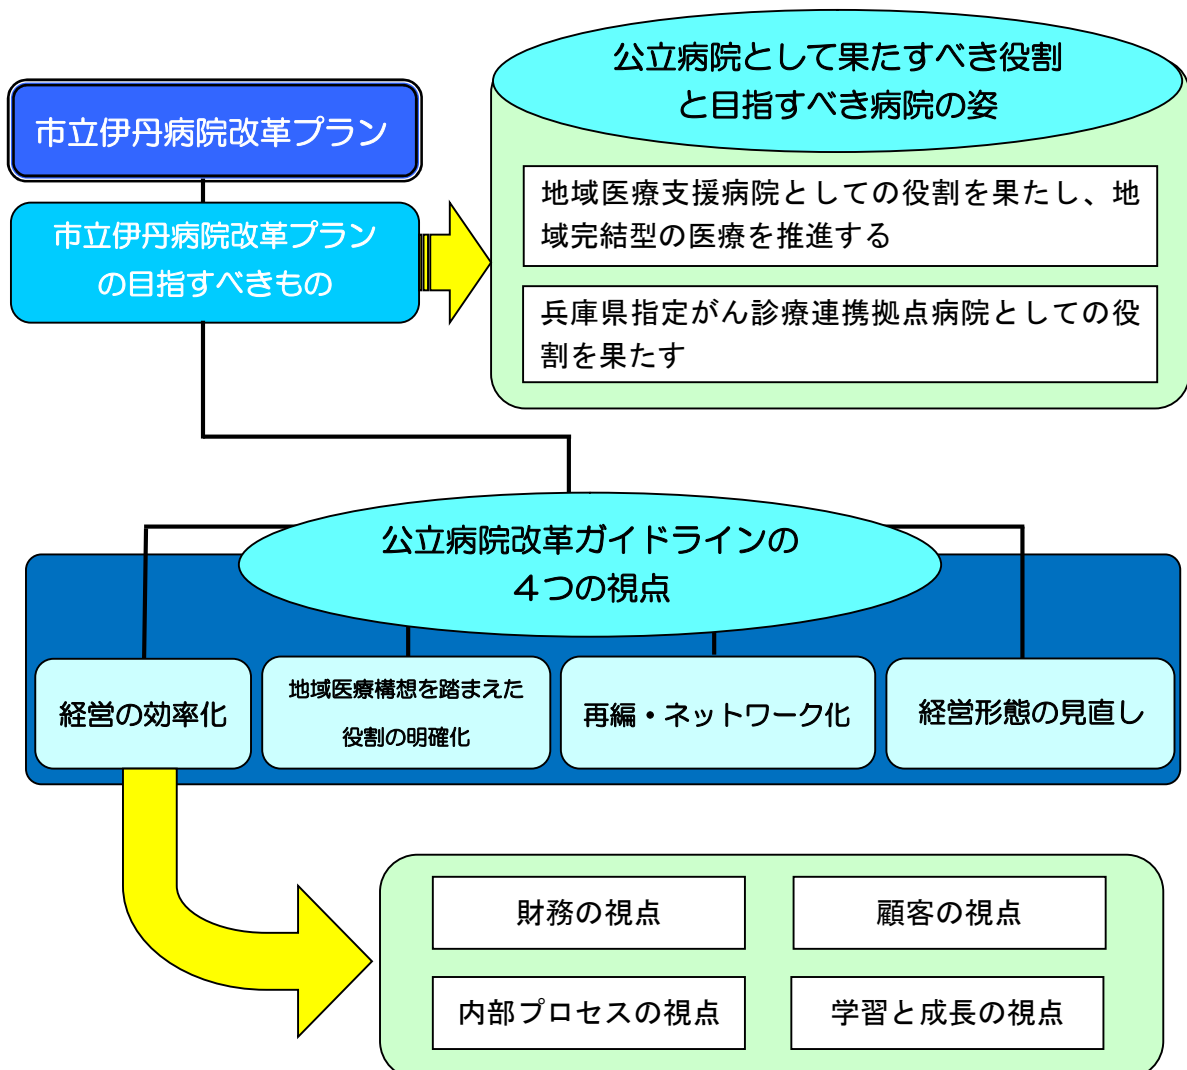 市立伊丹病院改革プラン
市立伊丹病院改革プラン
の目指すべきもの
公立病院として果たすべき役割
と目指すべき病院の姿
地域医療支援病院としての役割を果たし、地
域完結型の医療を推進する
兵庫県指定がん診療連携拠点病院としての役
割を果たす
公立病院改革ガイドラインの
４つの視点
経営の効率化
地域医療構想を踏まえた
役割の明確化
再編・ネットワーク化
経営形態の見直し
財務の視点
顧客の視点
内部プロセスの視点
学習と成長の視点